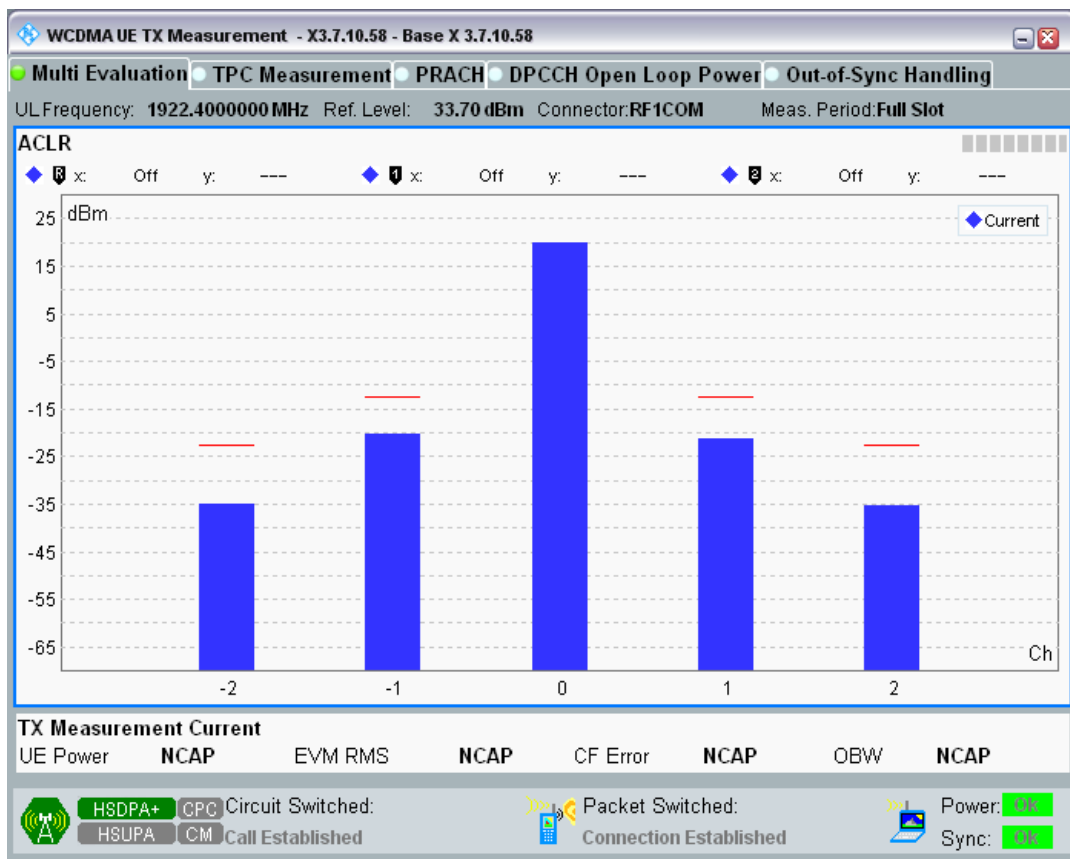 WCDMA UE TX Measurement - X3.7.10.58 - Base X 3.7.10.58
Multi Evaluation TPC Measurement PRACH DPCCH Open Loop Power Out-of-Sync Handling
UL Frequency: 1922.4000000 MHz Ref. Level: 33.70 dBm Connector:RF1COM Meas. Period:Full Slot
ACLR
R x: Off y: --- 1 x: Off y: --- 2 x: Off y: ---
dBm
Current
25
15
5
-5
-15
-25
-35
-45
-55
-65
Ch
-2 -1 0 1 2
TX Measurement Current
UE Power NCAP EVM RMS NCAP CF Error NCAP OBW NCAP
HSDPA+ CPC Circuit Switched: Packet Switched: Power: OK
HSUPA CM Call Established Connection Established Sync: OK